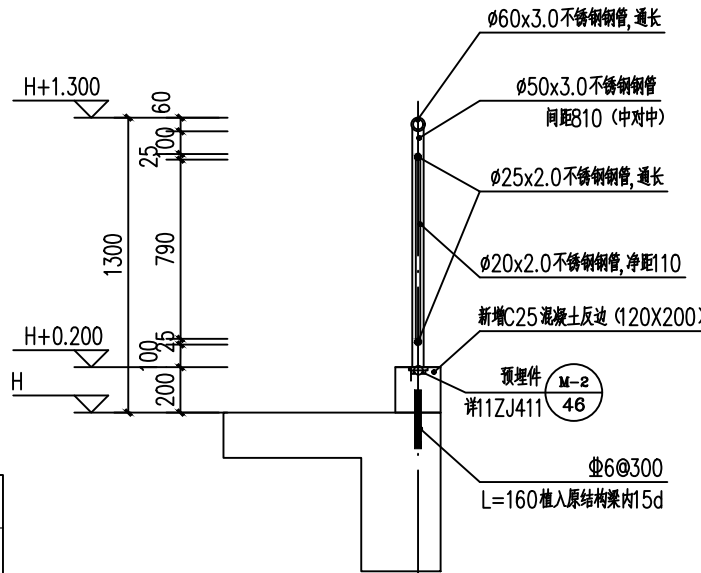 ø60x3.0不锈钢钢管,通长
H+1.300
60
ø50x3.0不锈钢钢管
间距810（中对中）
100
25
ø25x2.0不锈钢钢管,通长
1300
790
ø20x2.0不锈钢钢管,净距110
新增C25混凝土反边（120X200）
H+0.200
25
100
H
200
预埋件
详11ZJ411
M-2
46
⌀6@300
L=160植入原结构梁内15d